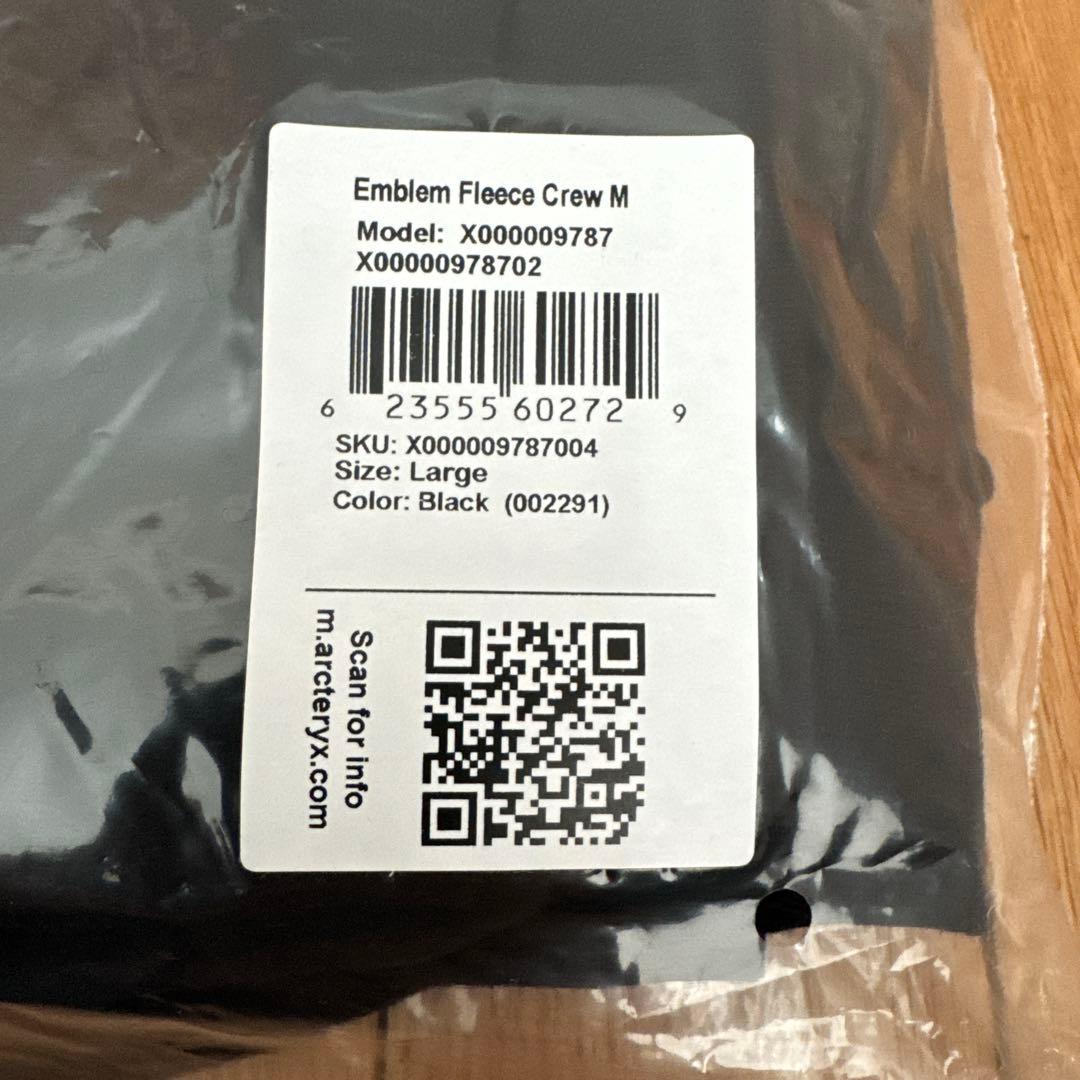 Emblem Fleece Crew M
Model: X000009787
X00000978702
6 23555 60272 9
SKU: X000009787004
Size: Large
Color: Black (002291)
Scan for info
m.arcteryx.com